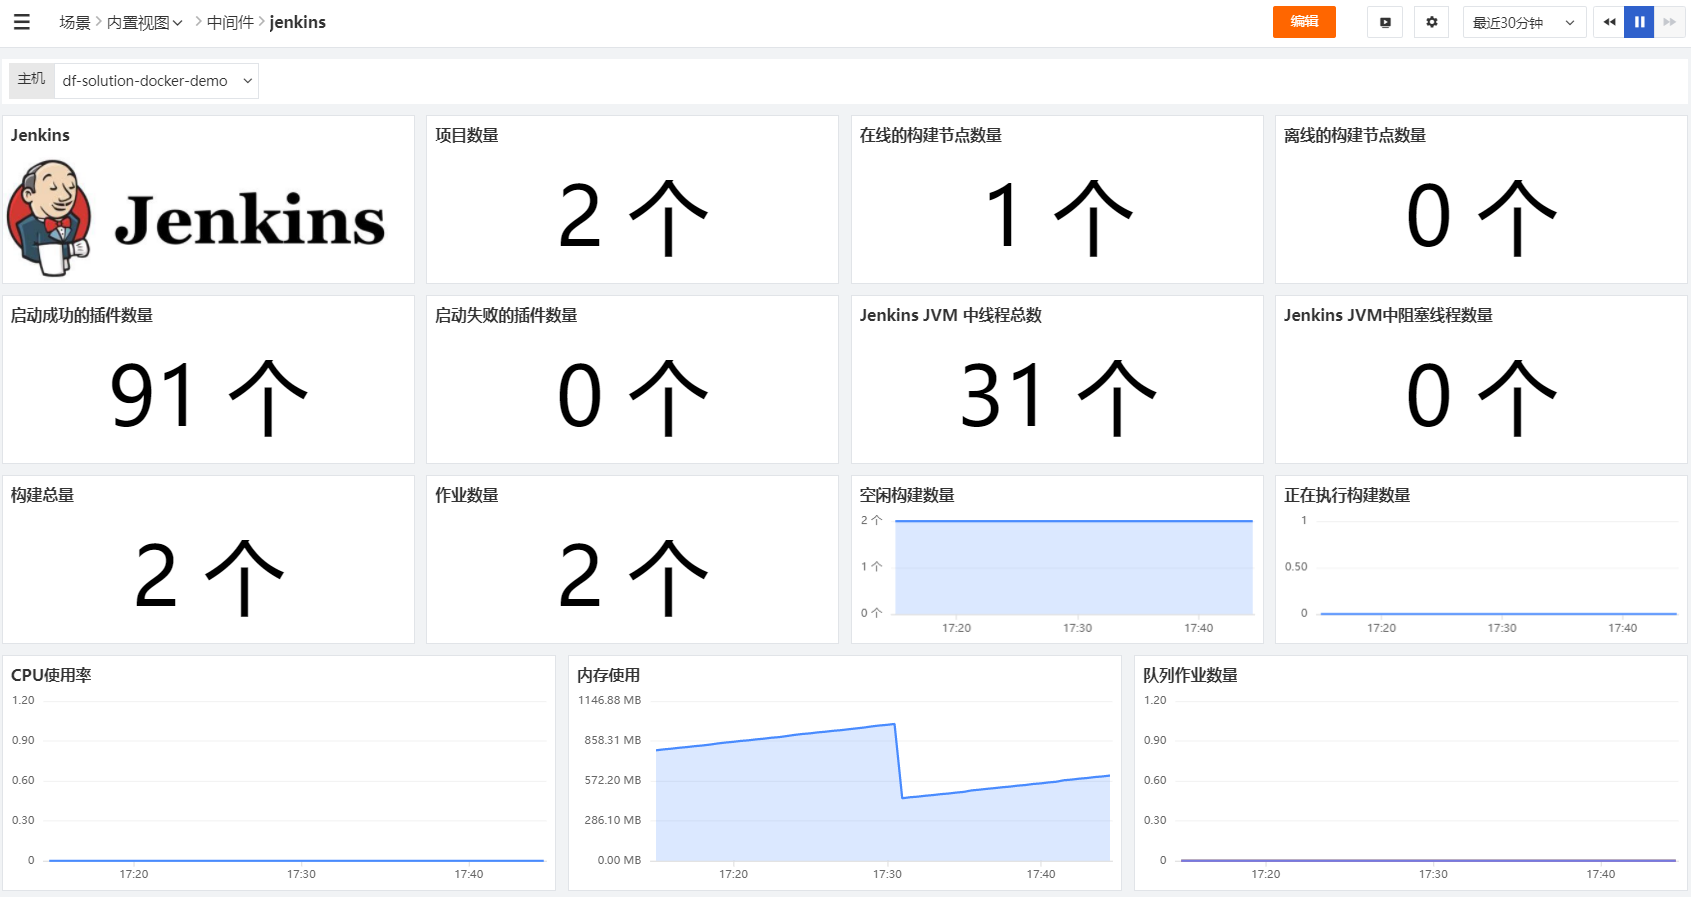 场景 内置视图 中间件 jenkins
编辑
最近30分钟
主机 df-solution-docker-demo
Jenkins
Jenkins
项目数量
2 个
在线的构建节点数量
1 个
离线的构建节点数量
0 个
启动成功的插件数量
91 个
启动失败的插件数量
0 个
Jenkins JVM 中线程总数
31 个
Jenkins JVM中阻塞线程数量
0 个
构建总量
2 个
作业数量
2 个
空闲构建数量
2 个
1 个
0 个
17:20 17:30 17:40
正在执行构建数量
1
0.50
0
17:20 17:30 17:40
CPU使用率
1.20
0.90
0.60
0.30
0
17:20 17:30 17:40
内存使用
1146.88 MB
858.31 MB
572.20 MB
286.10 MB
0.00 MB
17:20 17:30 17:40
队列作业数量
1.20
0.90
0.60
0.30
0
17:20 17:30 17:40